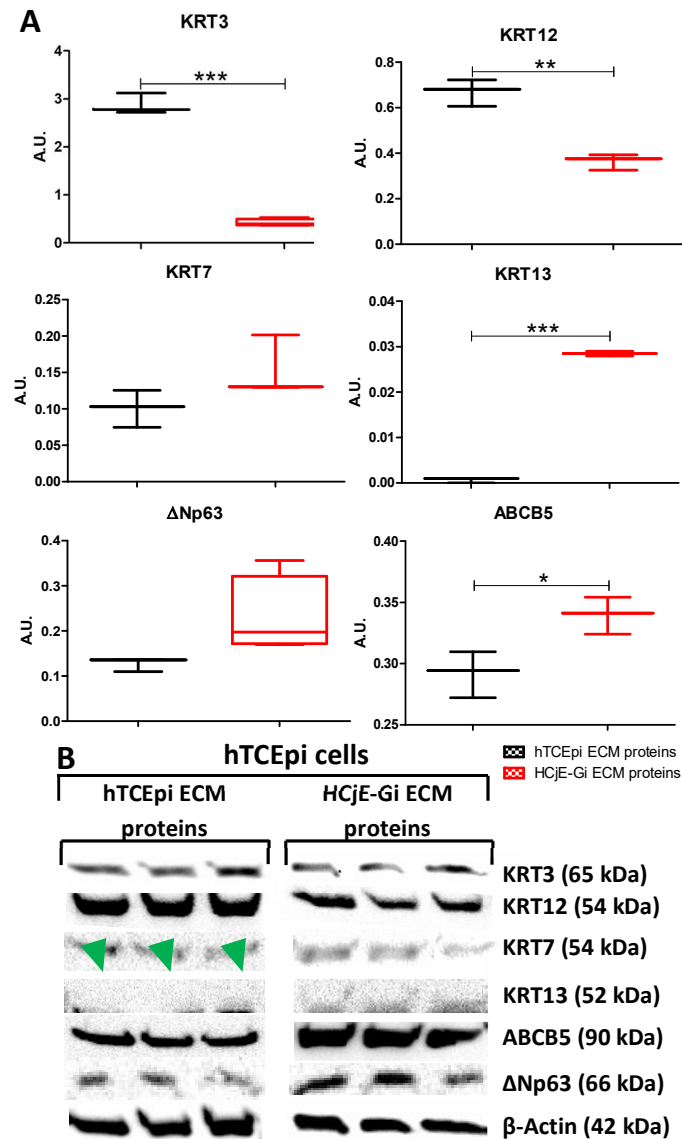 A
KRT3
A.U.
4
3
2
1
0
***
KRT12
A.U.
0.8
0.6
0.4
0.2
0.0
**
KRT7
A.U.
0.25
0.20
0.15
0.10
0.05
0.00
KRT13
A.U.
0.04
0.03
0.02
0.01
0.00
***
ΔNp63
A.U.
0.4
0.3
0.2
0.1
0.0
ABCB5
A.U.
0.40
0.35
0.30
0.25
*
hTCEpi ECM proteins
HCjE-Gi ECM proteins
B
hTCEpi cells
hTCEpi ECM
proteins
HCjE-Gi ECM
proteins
KRT3 (65 kDa)
KRT12 (54 kDa)
KRT7 (54 kDa)
KRT13 (52 kDa)
ABCB5 (90 kDa)
ΔNp63 (66 kDa)
β-Actin (42 kDa)